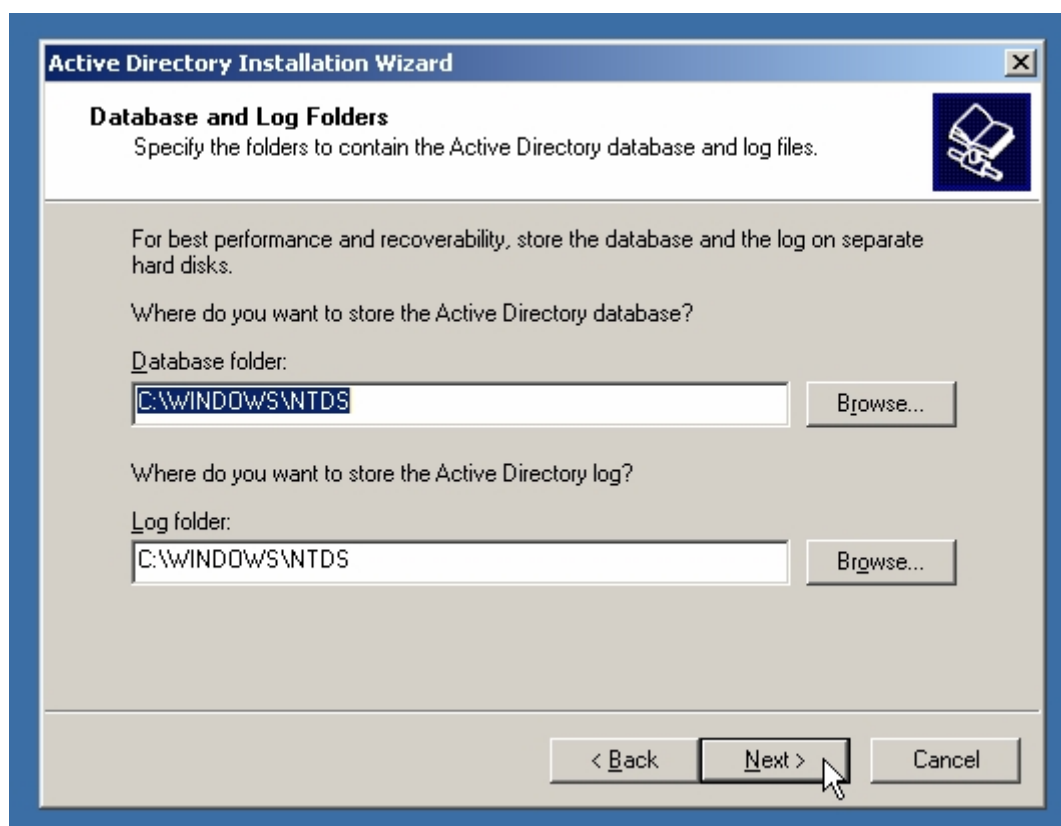 Active Directory Installation Wizard
Database and Log Folders
Specify the folders to contain the Active Directory database and log files.
For best performance and recoverability, store the database and the log on separate
hard disks.
Where do you want to store the Active Directory database?
Database folder:
C:\WINDOWS\NTDS
Browse...
Where do you want to store the Active Directory log?
Log folder:
C:\WINDOWS\NTDS
Browse...
< Back
Next >
Cancel